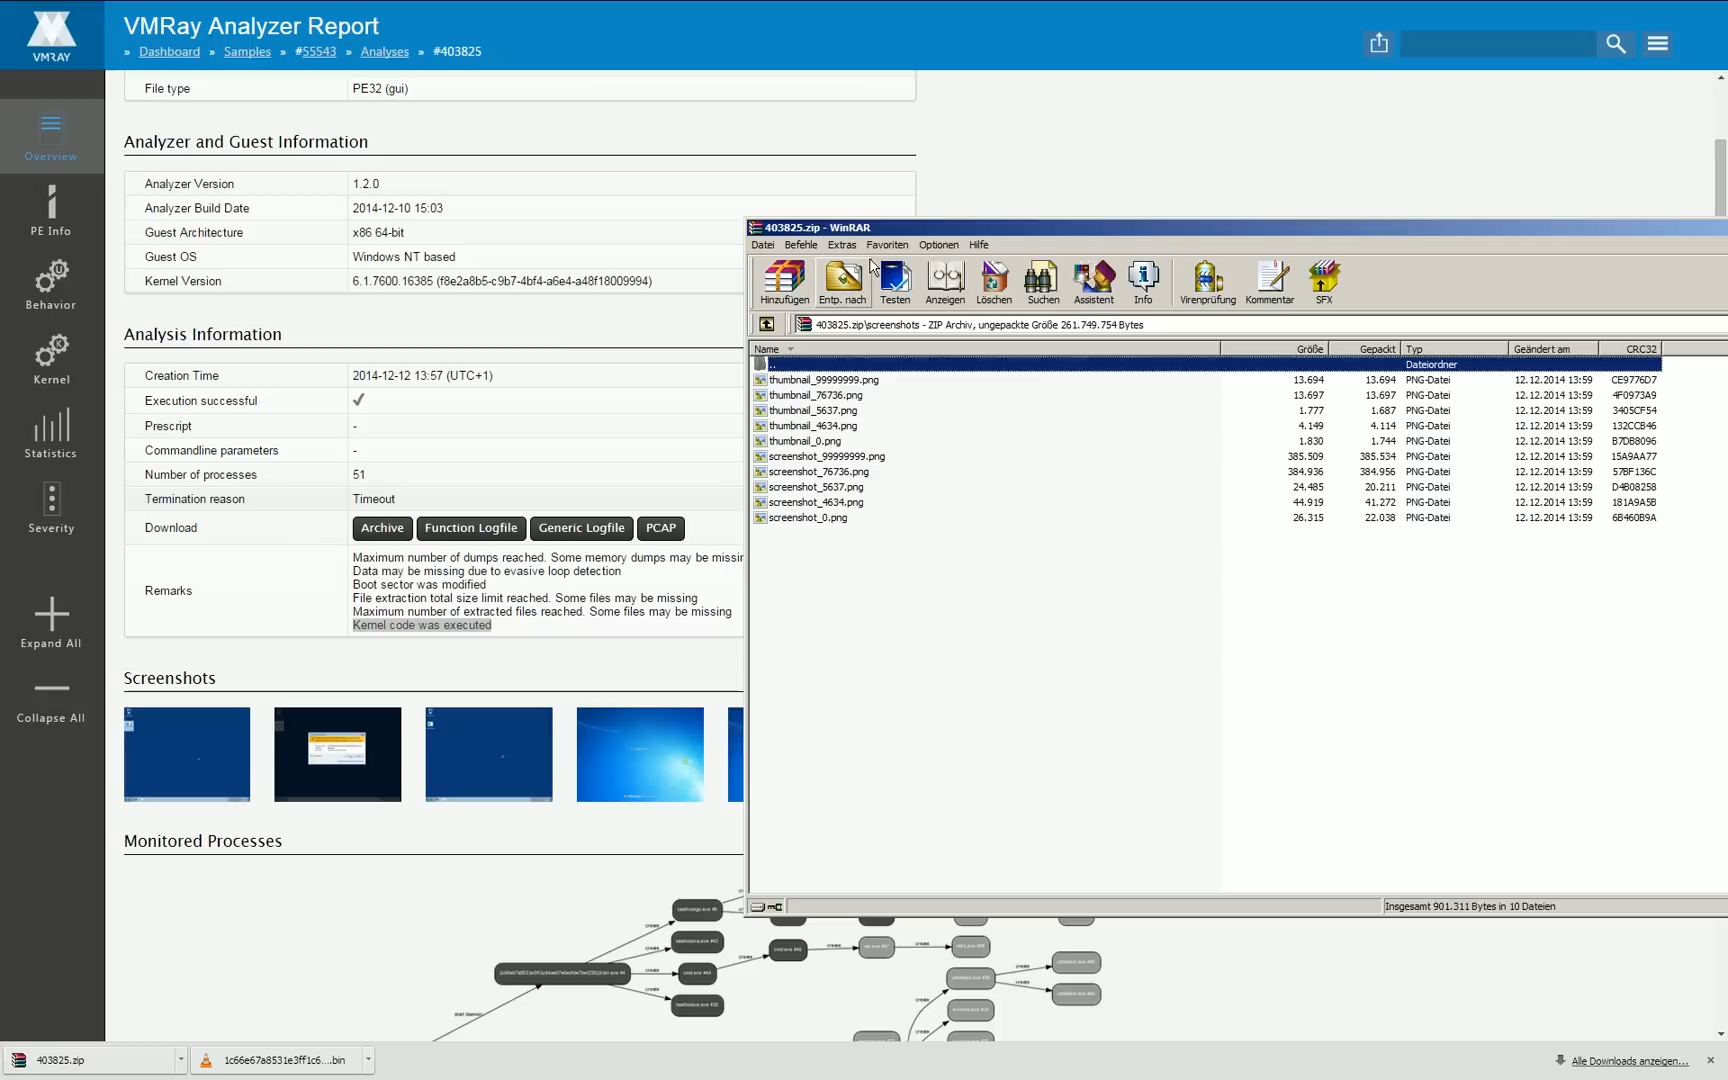 VMRAY
VMRay Analyzer Report
» Dashboard » Samples » #55543 » Analyses » #403825
Overview
PE Info
Behavior
Kernel
Statistics
Severity
Expand All
Collapse All
File type PE32 (gui)
Analyzer and Guest Information
Analyzer Version 1.2.0
Analyzer Build Date 2014-12-10 15:03
Guest Architecture x86 64-bit
Guest OS Windows NT based
Kernel Version 6.1.7600.16385 (f8e2a8b5-c9b7-4bf4-a6e4-a48f18009994)
Analysis Information
Creation Time 2014-12-12 13:57 (UTC+1)
Execution successful ✔
Prescript -
Commandline parameters -
Number of processes 51
Termination reason Timeout
Download Archive Function Logfile Generic Logfile PCAP
Remarks
Maximum number of dumps reached. Some memory dumps may be missin
Data may be missing due to evasive loop detection
Boot sector was modified
File extraction total size limit reached. Some files may be missing
Maximum number of extracted files reached. Some files may be missing
Kernel code was executed
Screenshots
Monitored Processes
create
create
create
create
create
create
create
create
create
create
create
403825.zip - WinRAR
Datei Befehle Extras Favoriten Optionen Hilfe
Hinzufügen Entp. nach Testen Anzeigen Löschen Suchen Assistent Info Virenprüfung Kommentar SFX
403825.zip\screenshots - ZIP Archiv, ungepackte Größe 261.749.754 Bytes
Name Größe Gepackt Typ Geändert am CRC32
.. Dateiordner
thumbnail_99999999.png 13.694 13.694 PNG-Datei 12.12.2014 13:59 CE9776D7
thumbnail_76736.png 13.697 13.697 PNG-Datei 12.12.2014 13:59 4F0973A9
thumbnail_5637.png 1.777 1.687 PNG-Datei 12.12.2014 13:59 3405CF54
thumbnail_4634.png 4.149 4.114 PNG-Datei 12.12.2014 13:59 132CCB46
thumbnail_0.png 1.830 1.744 PNG-Datei 12.12.2014 13:59 B7DB8096
screenshot_99999999.png 385.509 385.534 PNG-Datei 12.12.2014 13:59 15A9AA77
screenshot_76736.png 384.936 384.956 PNG-Datei 12.12.2014 13:59 57BF136C
screenshot_5637.png 24.485 20.211 PNG-Datei 12.12.2014 13:59 D4B08258
screenshot_4634.png 44.919 41.272 PNG-Datei 12.12.2014 13:59 181A9A5B
screenshot_0.png 26.315 22.038 PNG-Datei 12.12.2014 13:59 6B460B9A
Insgesamt 901.311 Bytes in 10 Dateien
403825.zip
1c66e67a8531e3ff1c6....bin
Alle Downloads anzeigen...